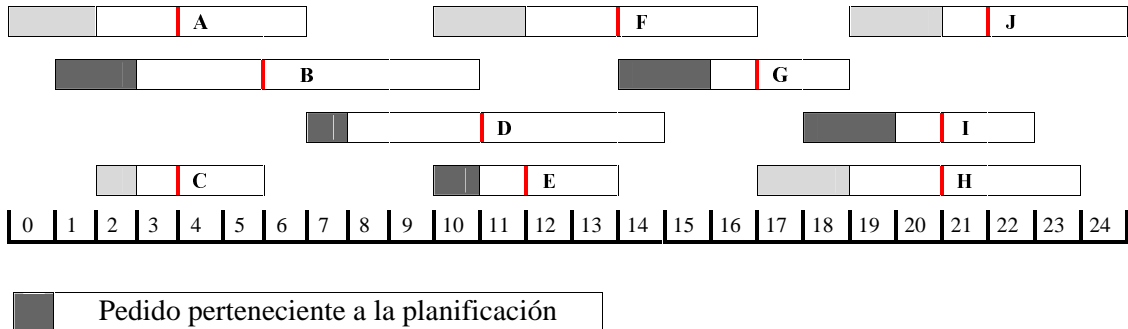 A F J
B G
D I
C E H
0 1 2 3 4 5 6 7 8 9 10 11 12 13 14 15 16 17 18 19 20 21 22 23 24
Pedido perteneciente a la planificación